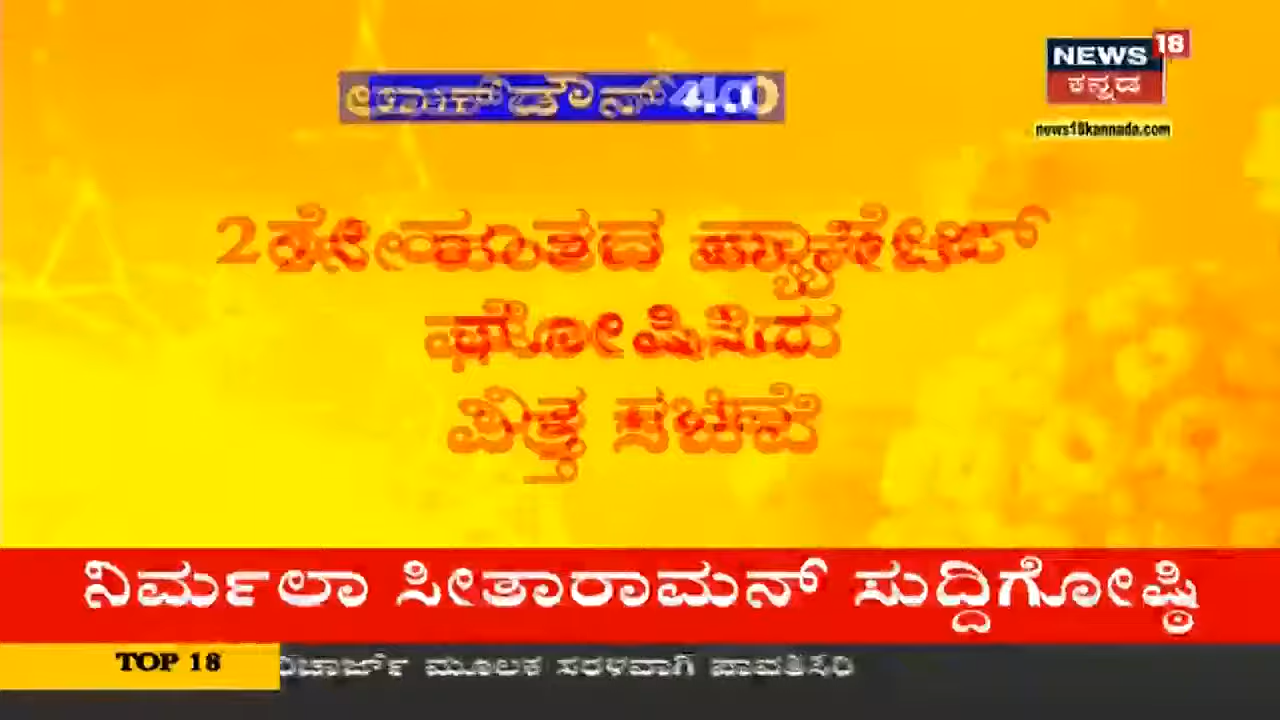 NEWS 18
ಕನ್ನಡ
news18kannada.com
ಲಾಕ್‌ಡೌನ್ 4.0
2ನೇ ಹಂತದ ಪ್ಯಾಕೇಜ್
ಘೋಷಿಸಿದ
ವಿತ್ತ ಸಚಿವೆ
ನಿರ್ಮಲಾ ಸೀತಾರಾಮನ್ ಸುದ್ದಿಗೋಷ್ಠಿ
TOP 18
ರಿಚಾರ್ಜ್ ಮೂಲಕ ಸರಳವಾಗಿ ಪಾವತಿಸಿರಿ